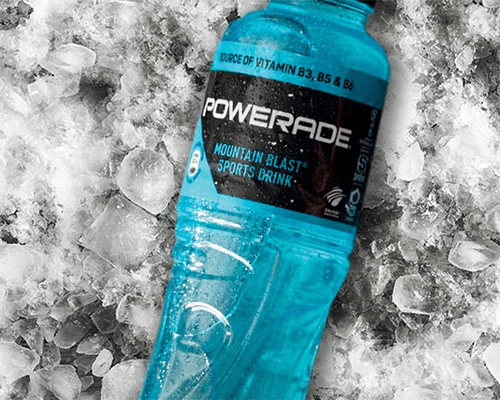 SOURCE OF VITAMIN B3, B5 & B6
POWERADE
MOUNTAIN BLAST®
SPORTS DRINK